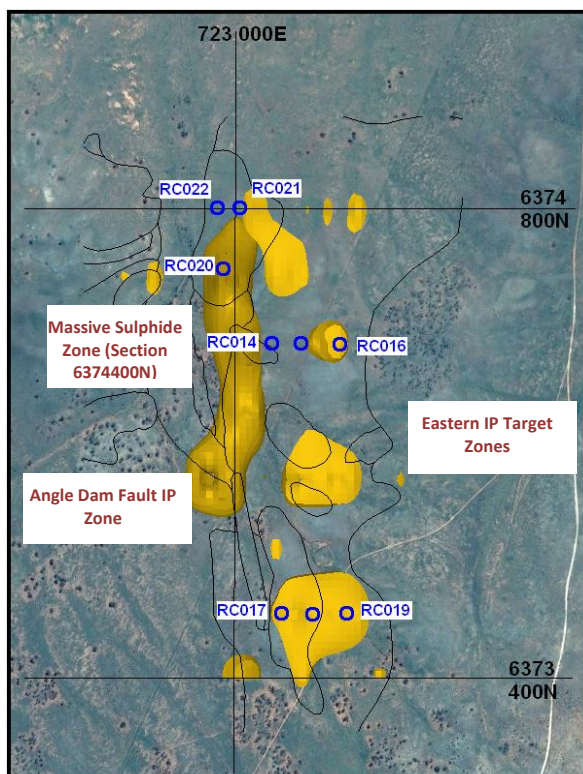 723 000E
RC022
RC021
6374
800N
RC020
Massive Sulphide
Zone (Section
6374400N)
RC014
RC016
Eastern IP Target
Zones
Angle Dam Fault IP
Zone
RC017
RC019
6373
400N